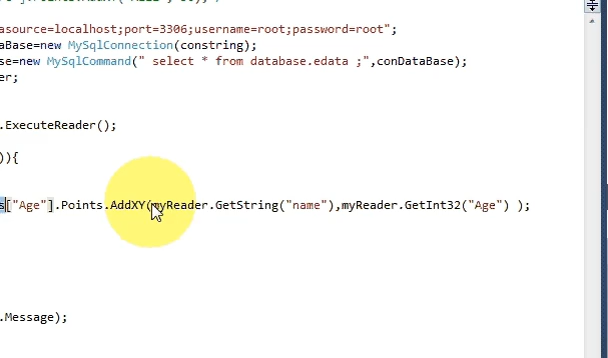 asource=localhost;port=3306;username=root;password=root";
aBase=new MySqlConnection(constring);
se=new MySqlCommand(" select * from database.edata ;",conDataBase);
er;
.ExecuteReader();
)){
s["Age"].Points.AddXY(myReader.GetString("name"),myReader.GetInt32("Age") );
.Message);